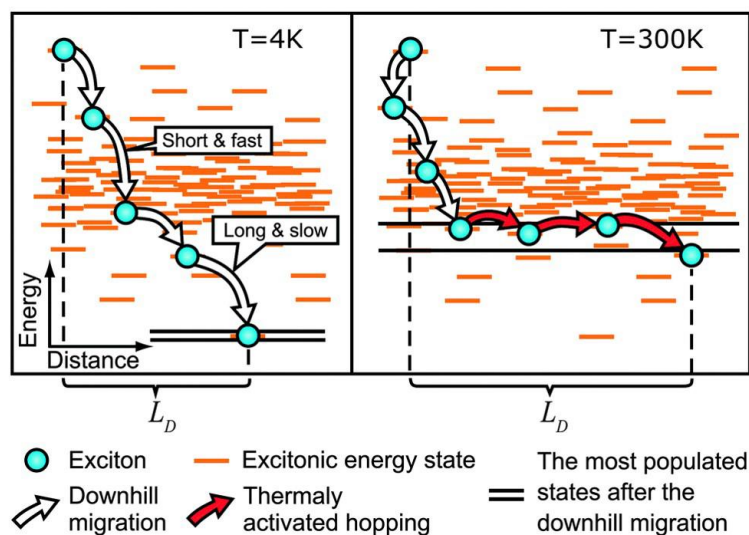 T=4K
Short & fast
Long & slow
Energy
Distance
L_D
T=300K
L_D
Exciton
Excitonic energy state
The most populated
states after the
downhill migration
Downhill
migration
Thermaly
activated hopping